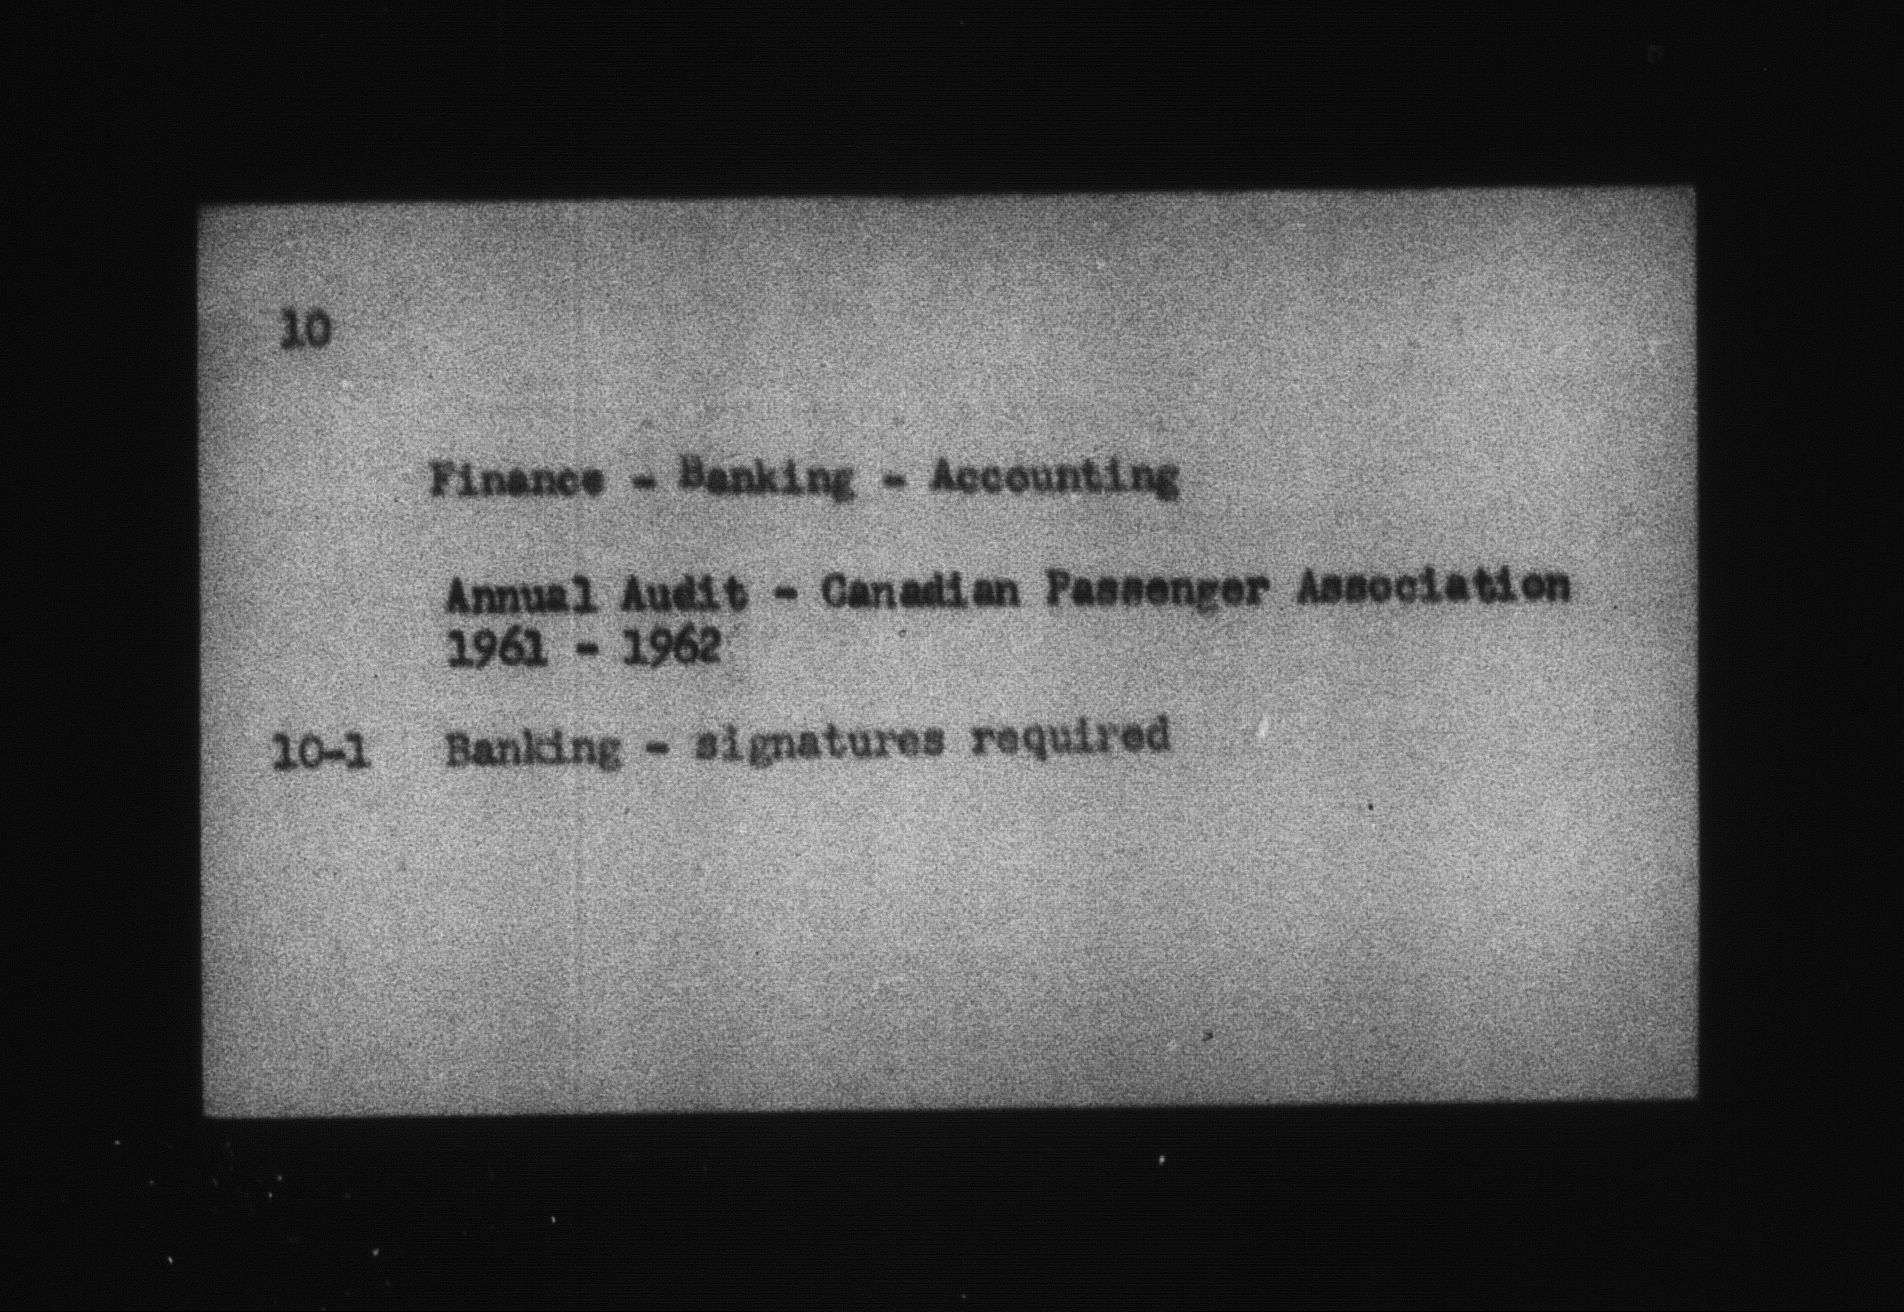 10
Finance - Banking - Accounting
Annual Audit - Canadian Passenger Association
1961 - 1962
10-1 Banking - signatures required